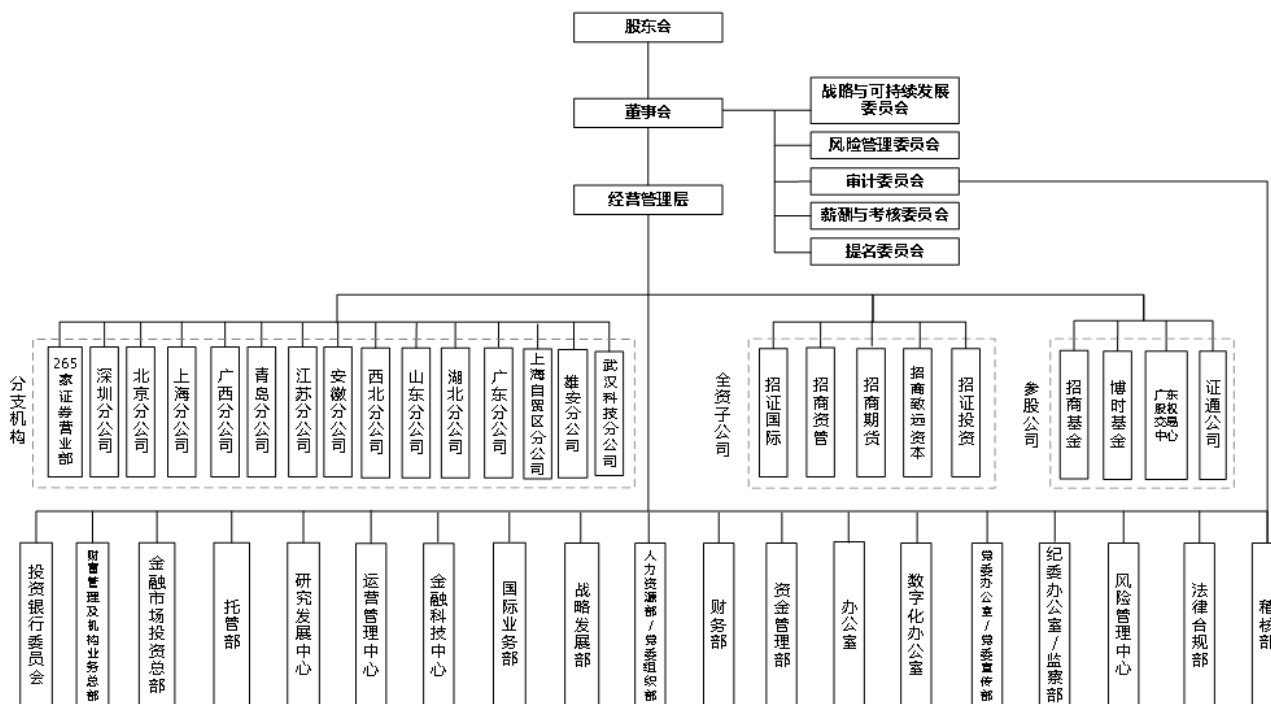 股东会
董事会
战略与可持续发展
委员会
风险管理委员会
审计委员会
经营管理层
薪酬与考核委员会
提名委员会
分支机构
265
家证券营业部
深圳分公司
北京分公司
上海分公司
广西分公司
青岛分公司
江苏分公司
安徽分公司
西北分公司
山东分公司
湖北分公司
广东分公司
上海自贸区分公司
雄安分公司
武汉科技分公司
全资子公司
招证国际
招商资管
招商期货
招商致远资本
招证投资
参股公司
招商基金
博时基金
广东
股权
交易
中心
证通公司
投资银行委员会
财富管理及机构业务总部
金融市场投资总部
托管部
研究发展中心
运营管理中心
金融科技中心
国际业务部
战略发展部
人力资源部/党委组织部
财务部
资金管理部
办公室
数字化办公室
党委办公室/党委宣传部
纪委办公室/监察部
风险管理中心
法律合规部
稽核部